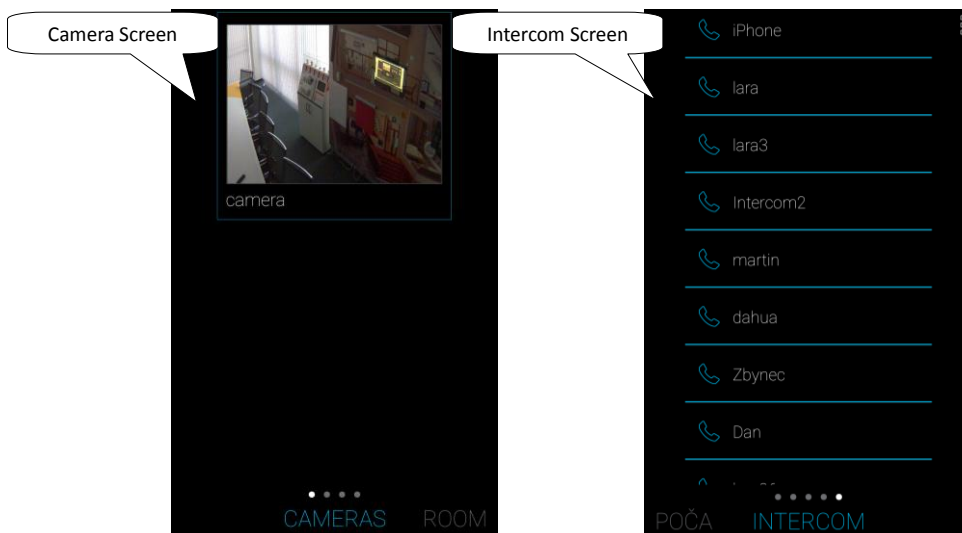 Camera Screen
camera
CAMERAS ROOM
Intercom Screen
iPhone
lara
lara3
Intercom2
martin
dahua
Zbynec
Dan
POČA INTERCOM